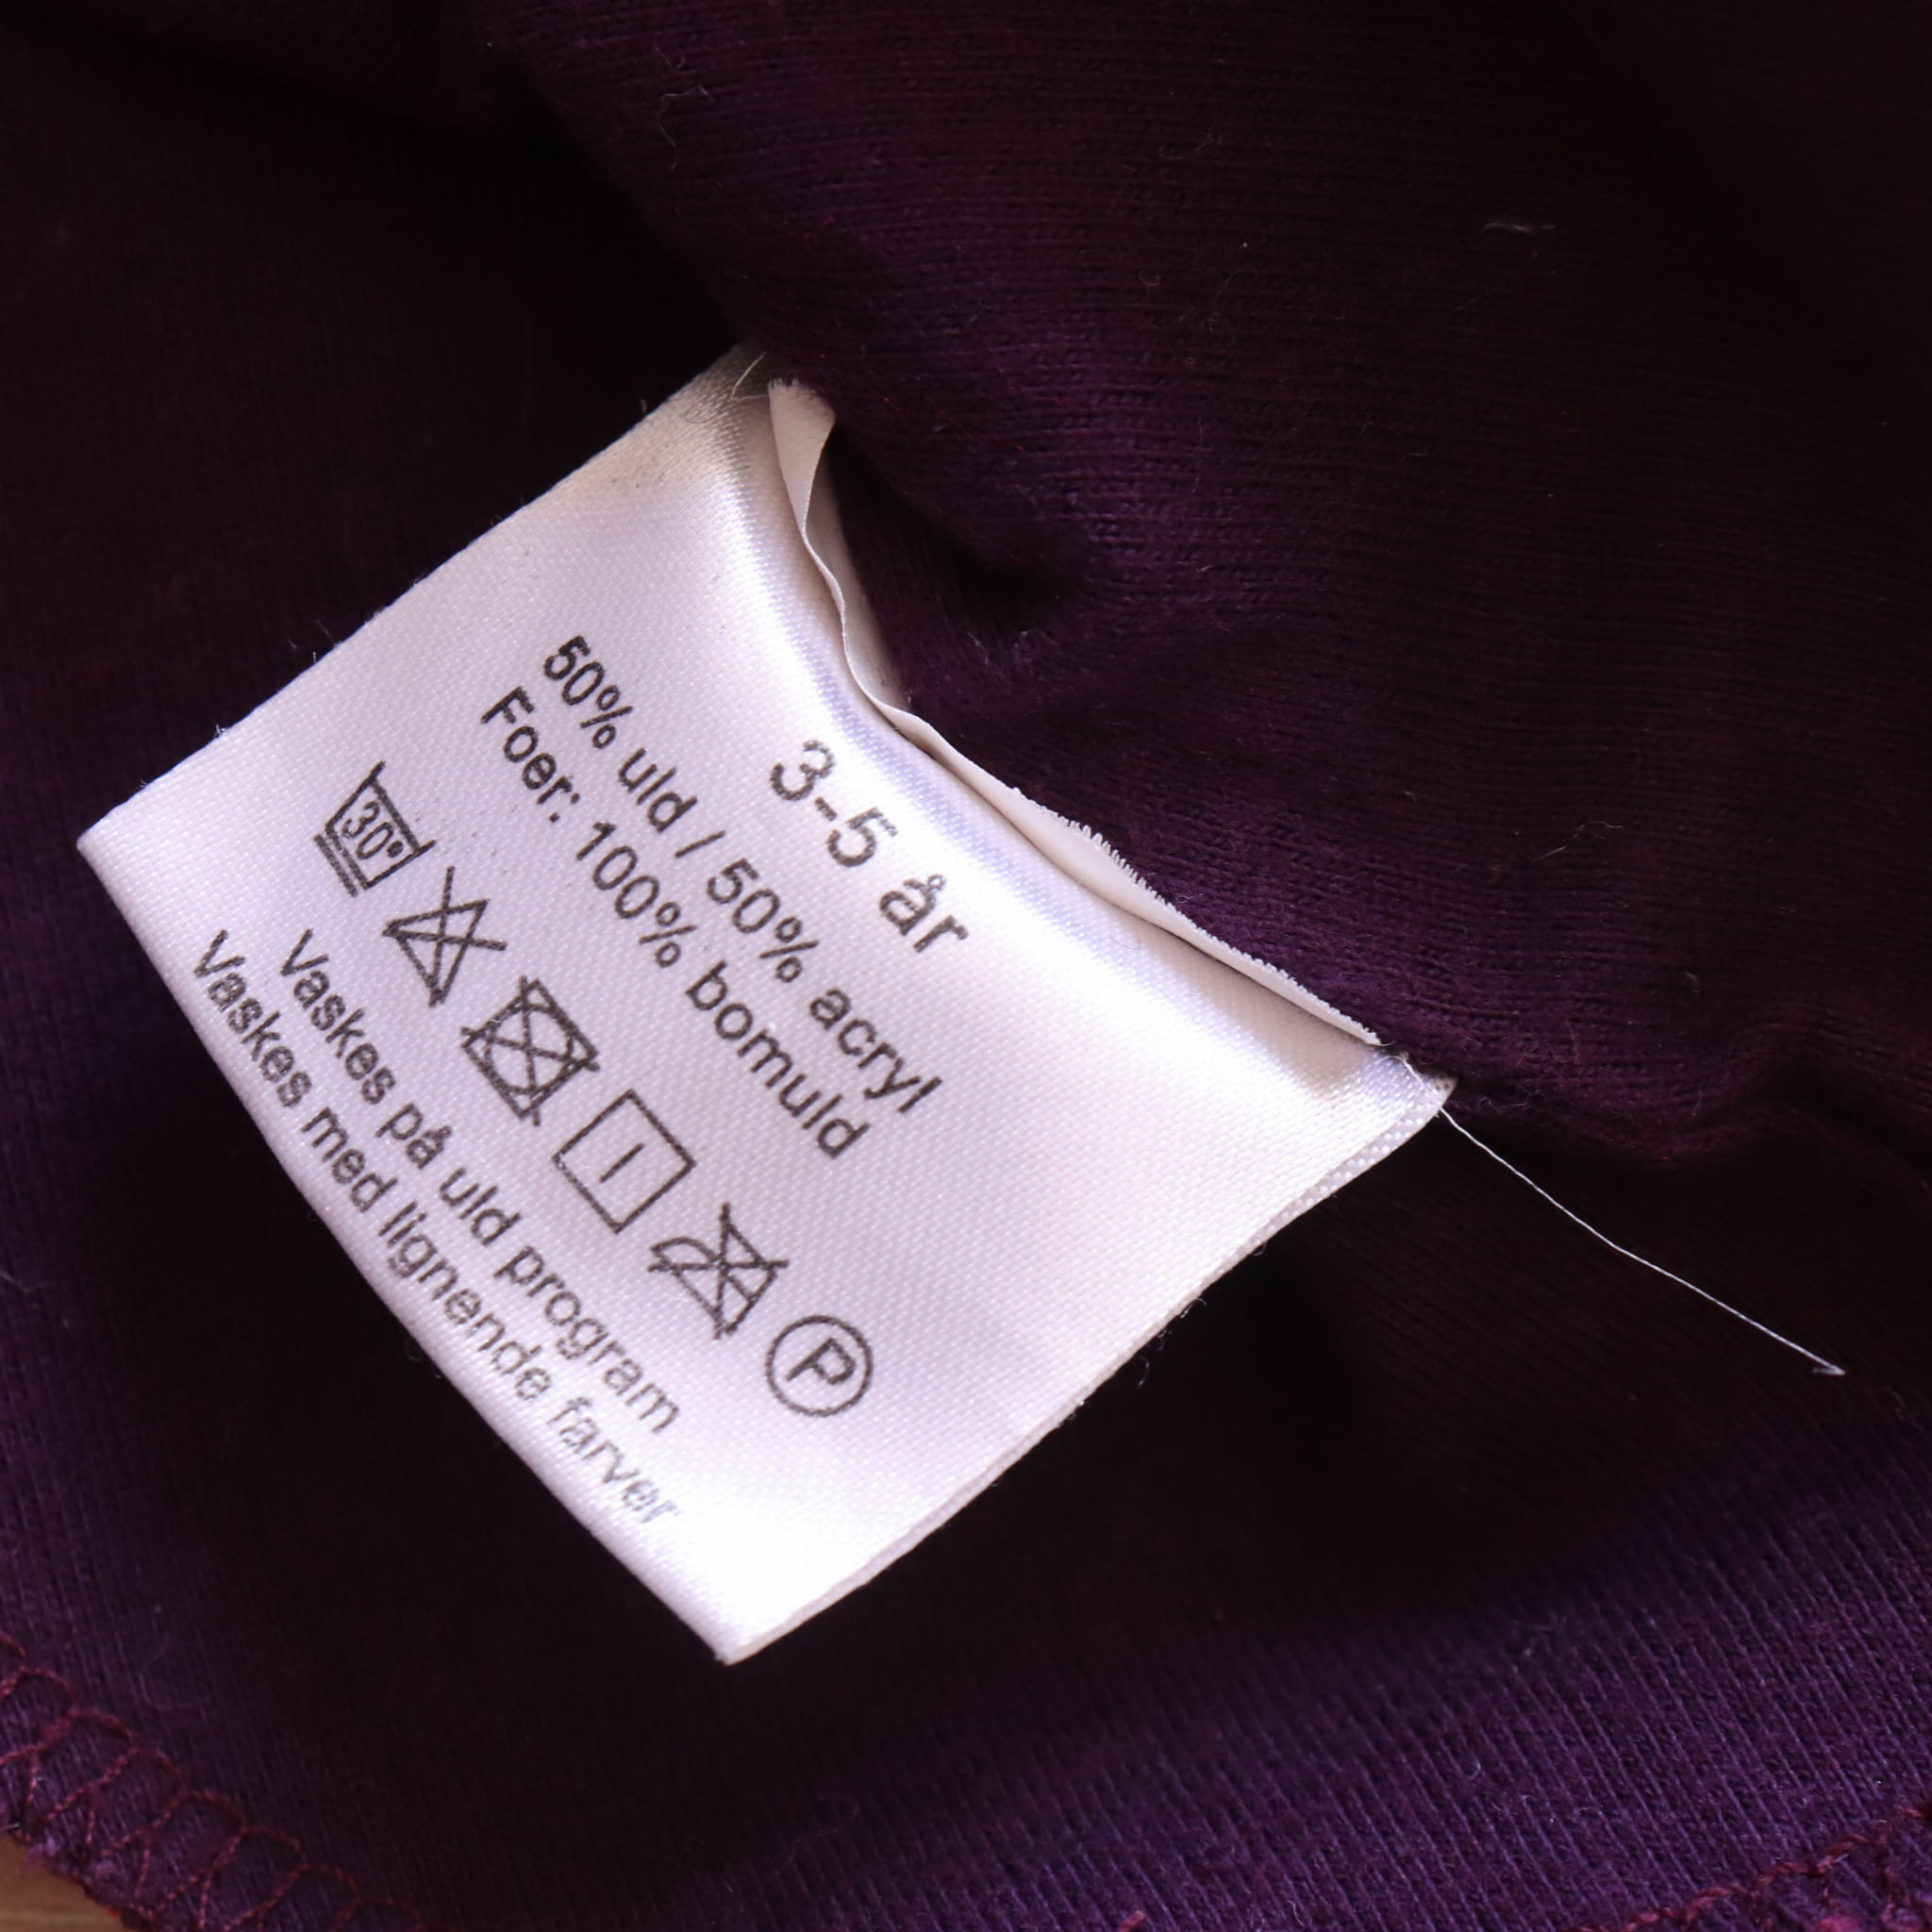 3-5 år
50% uld / 50% acryl
Foer: 100% bomuld
30° P
Vaskes på uld program
Vaskes med lignende farver